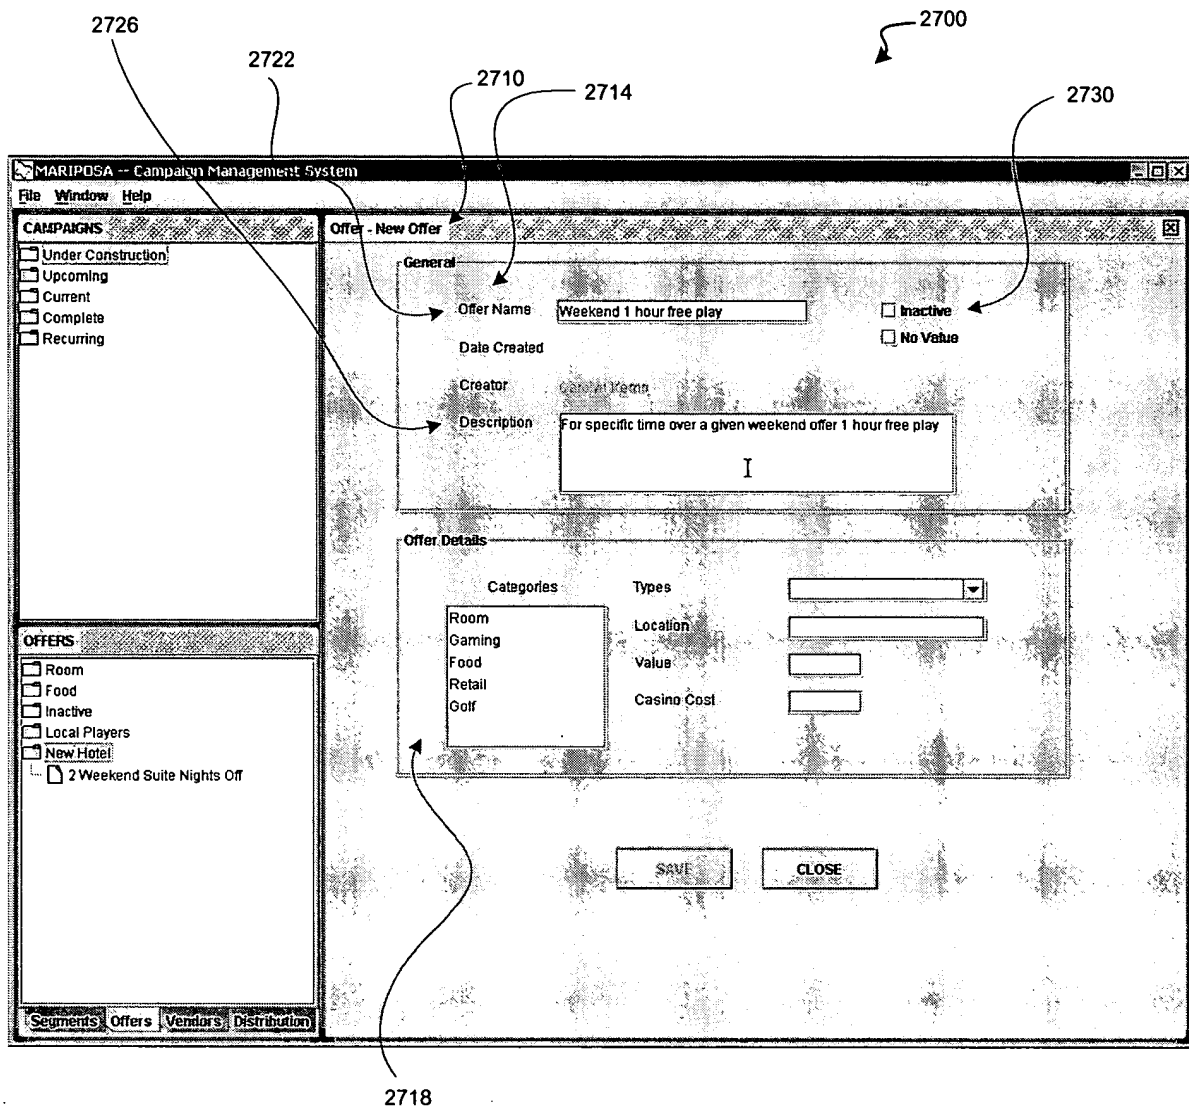 2726
2722
2710
2714
2700
2730
MARIPOSA -- Campaign Management System
File Window Help
CAMPAIGNS
Under Construction
Upcoming
Current
Complete
Recurring
OFFERS
Room
Food
Inactive
Local Players
New Hotel
2 Weekend Suite Nights Off
Segments Offers Vendors Distribution
Offer - New Offer
General
Offer Name Weekend 1 hour free play
Inactive
No Value
Date Created
Creator
Description For specific time over a given weekend offer 1 hour free play
Offer Details
Categories
Room
Gaming
Food
Retail
Golf
Types
Location
Value
Casino Cost
SAVE CLOSE
2718